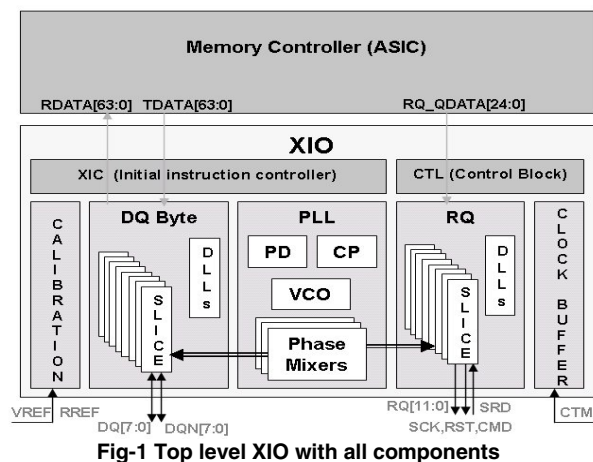 Memory Controller (ASIC)
RDATA[63:0] TDATA[63:0] RQ_QDATA[24:0]
XIO
XIC (Initial instruction controller)
CTL (Control Block)
CALIBRATION
DQ Byte
DLLs
SLICE
PLL
PD
CP
VCO
Phase
Mixers
RQ
DLLs
SLICE
CLOCK BUFFER
VREF RREF
DQ[7:0] DQN[7:0]
RQ[11:0] SRD
SCK,RST,CMD
CTM
Fig-1 Top level XIO with all components